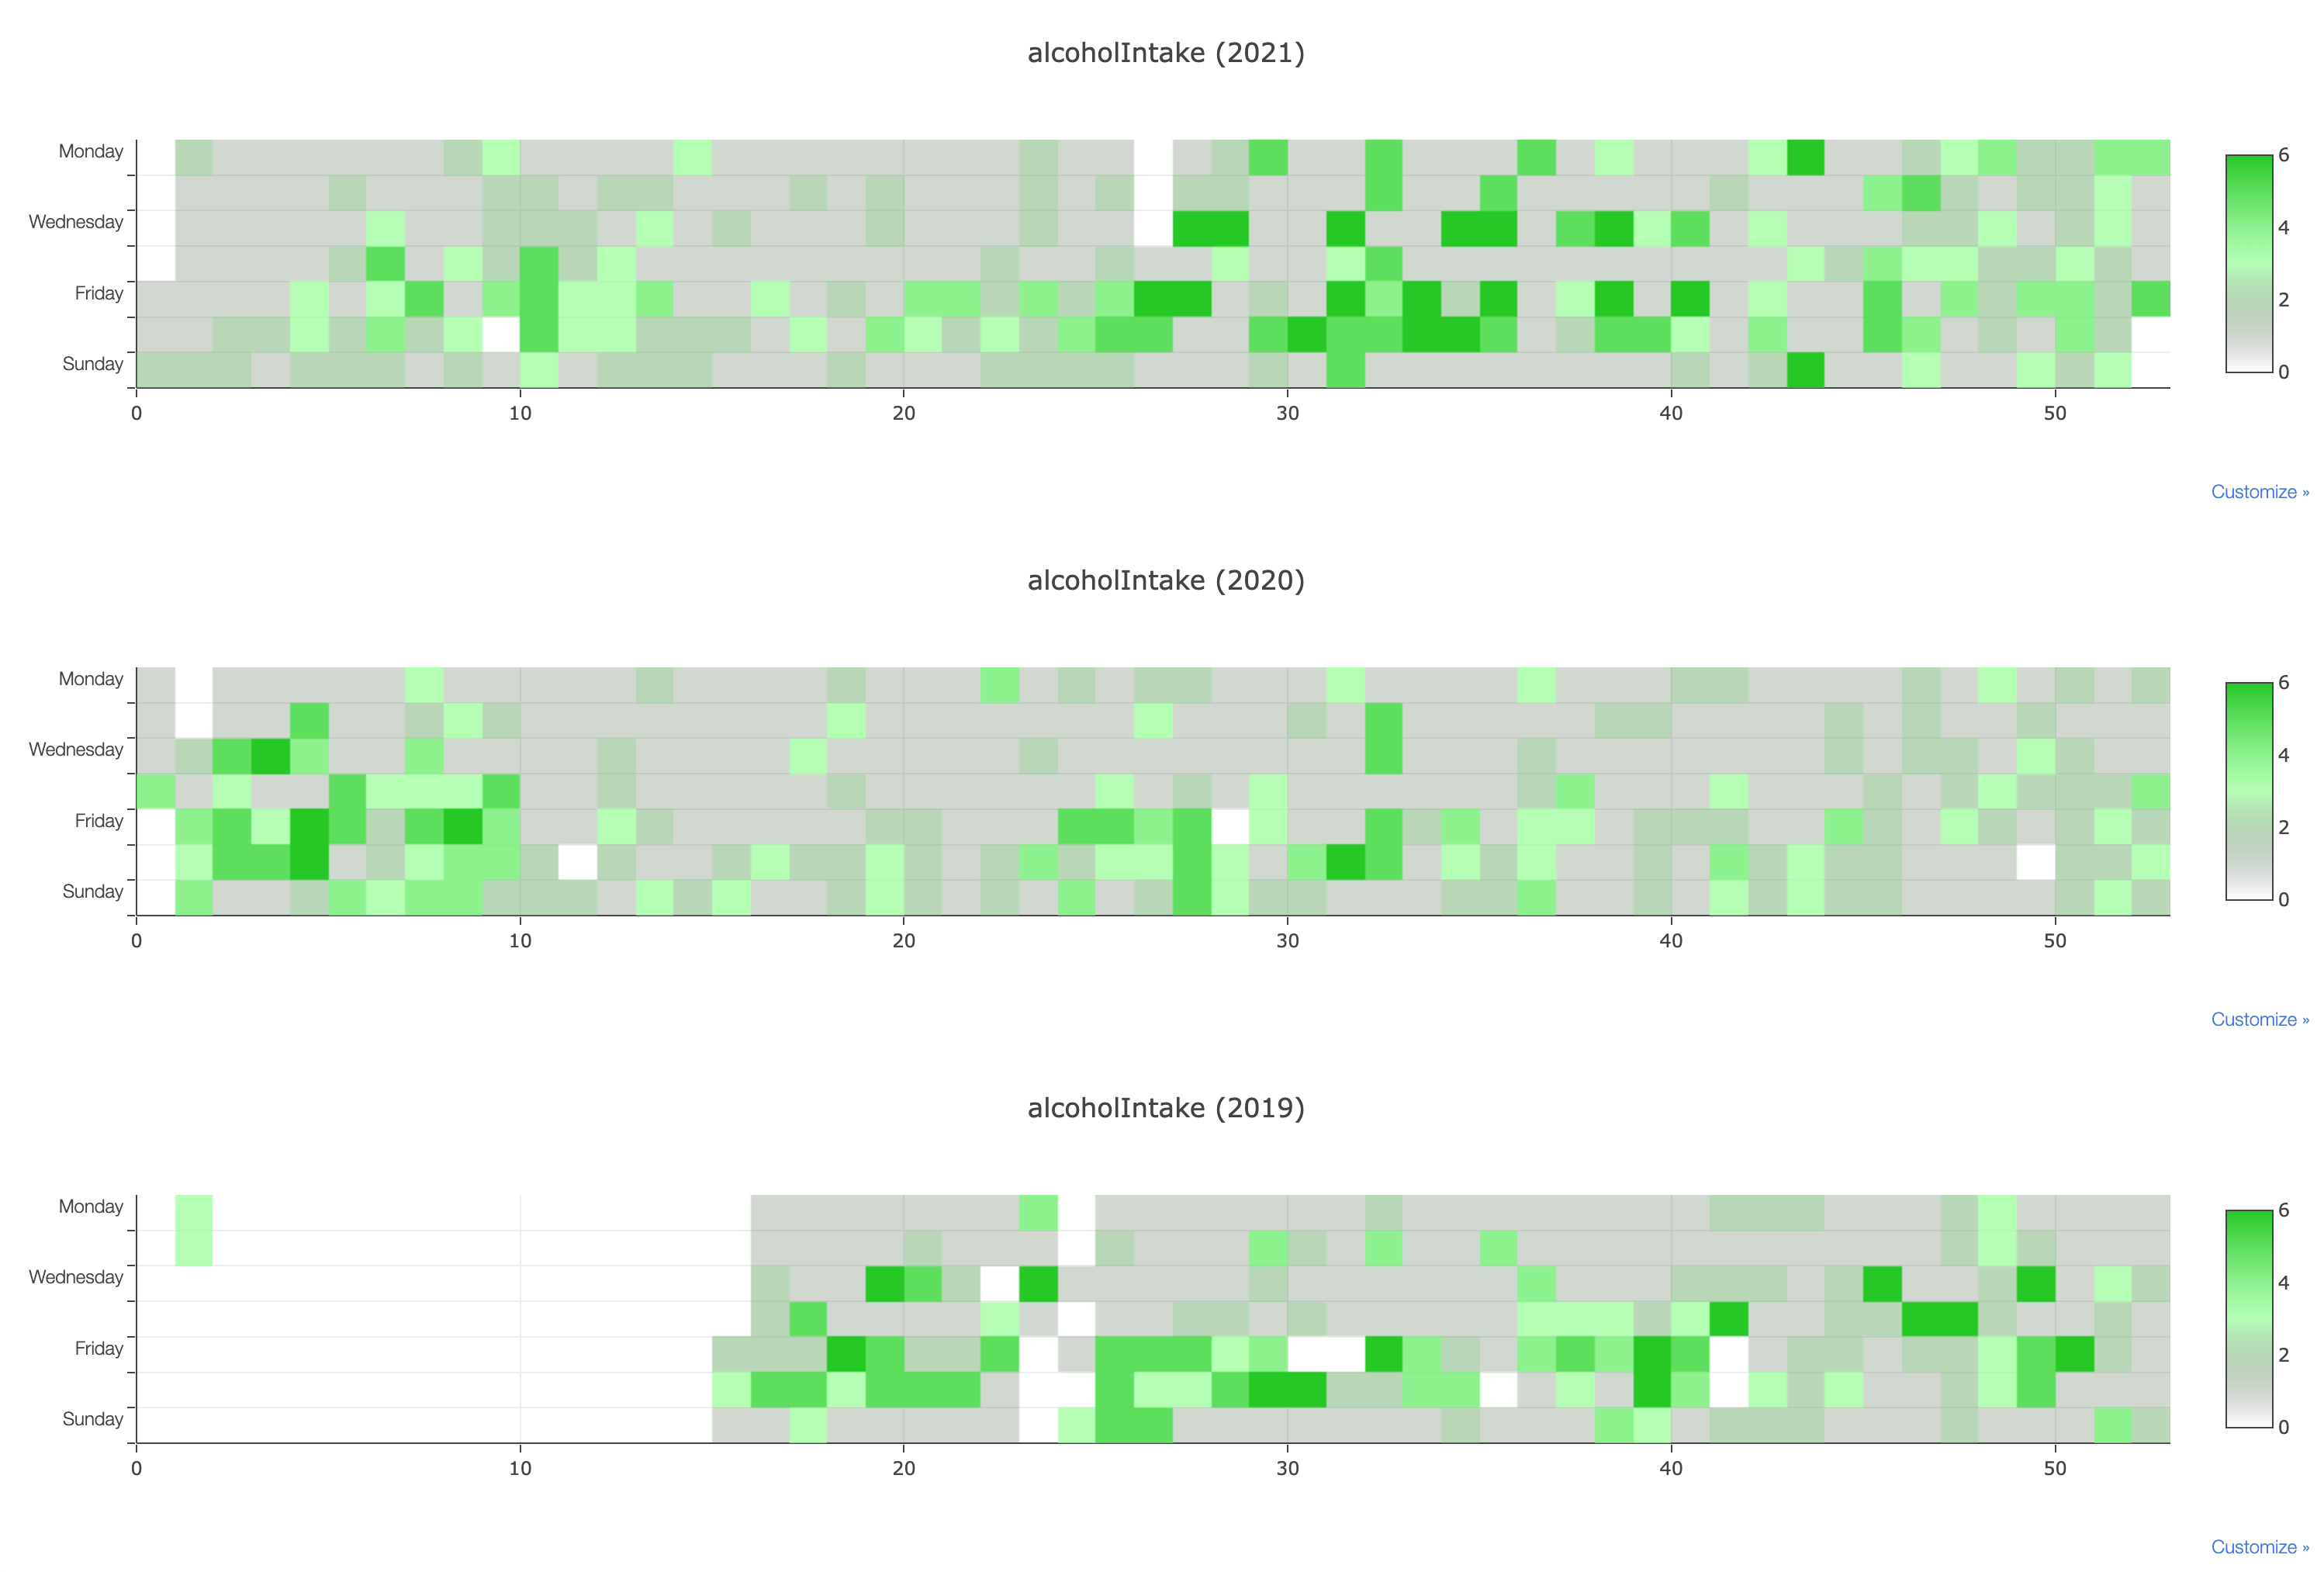 alcoholIntake (2021)
Monday
Wednesday
Friday
Sunday
0 10 20 30 40 50
6
4
2
0
Customize »
alcoholIntake (2020)
Monday
Wednesday
Friday
Sunday
0 10 20 30 40 50
6
4
2
0
Customize »
alcoholIntake (2019)
Monday
Wednesday
Friday
Sunday
0 10 20 30 40 50
6
4
2
0
Customize »